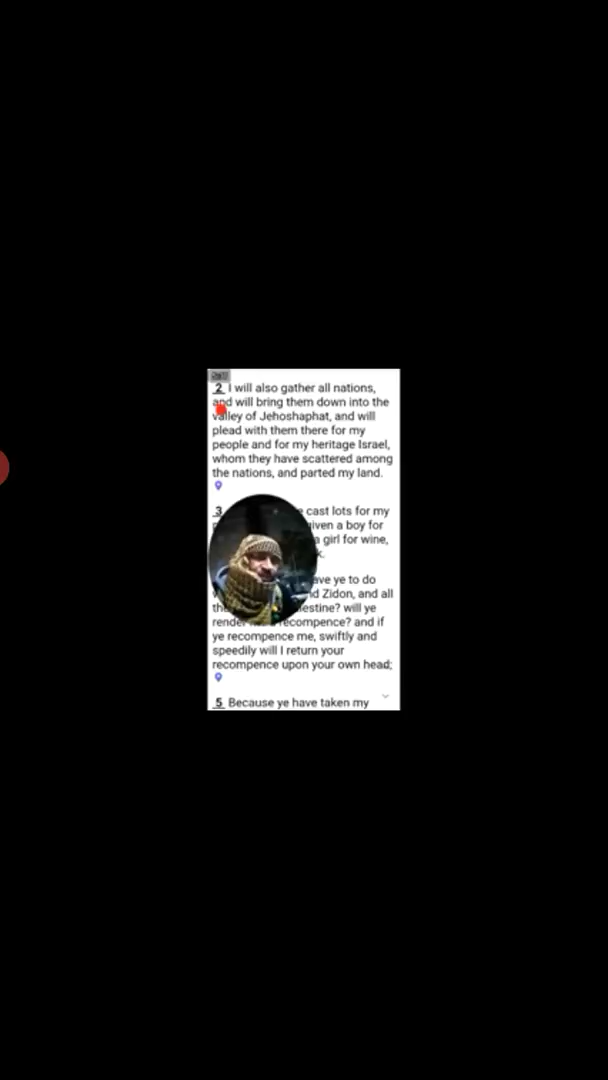 2 I will also gather all nations,
and will bring them down into the
valley of Jehoshaphat, and will
plead with them there for my
people and for my heritage Israel,
whom they have scattered among
the nations, and parted my land.
3 cast lots for my
given a boy for
a girl for wine,
ye to do
Zidon, and all
will ye
recompence? and if
ye recompence me, swiftly and
speedily will I return your
recompence upon your own head;
5 Because ye have taken my